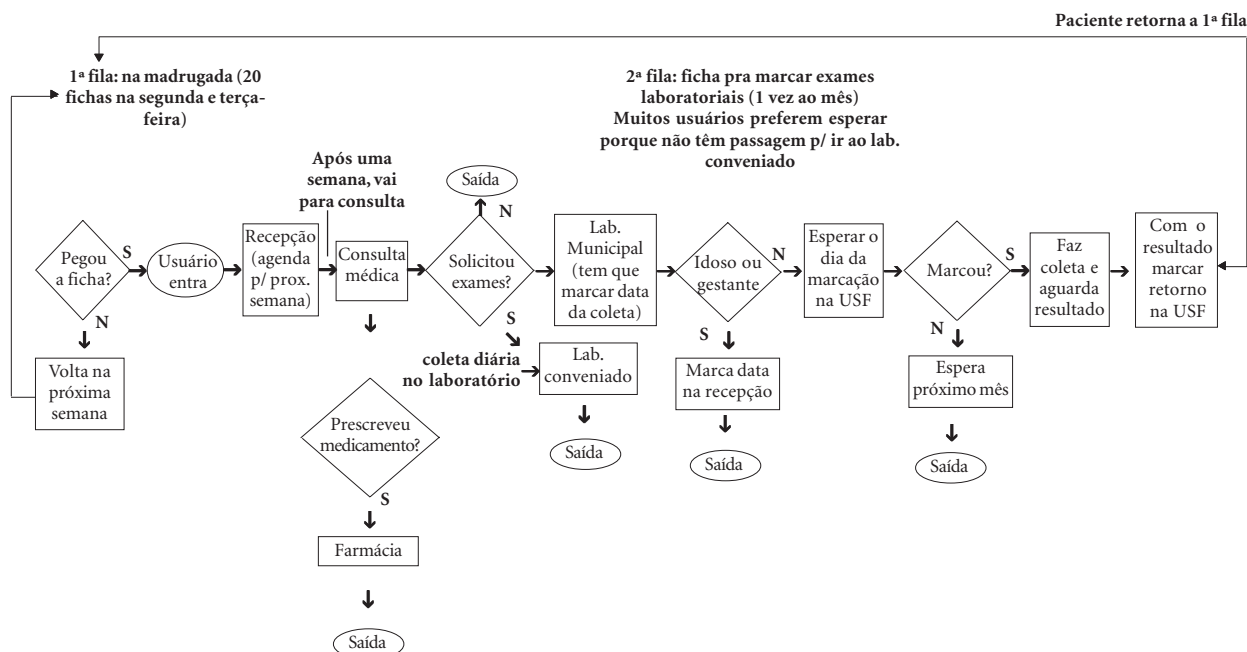 Paciente retorna a 1ª fila
1ª fila: na madrugada (20
fichas na segunda e terça-
feira)
2ª fila: ficha pra marcar exames
laboratoriais (1 vez ao mês)
Muitos usuários preferem esperar
porque não têm passagem p/ ir ao lab.
conveniado
Após uma
semana, vai
para consulta
Saída
N
Pegou
a ficha?
S
N
Usuário
entra
Recepção
(agenda
p/ prox.
semana)
Consulta
médica
Solicitou
exames?
S
Lab.
Municipal
(tem que
marcar data
da coleta)
Idoso ou
gestante
N
S
Esperar o
dia da
marcação
na USF
Marcou?
S
N
Faz
coleta e
aguarda
resultado
Com o
resultado
marcar
retorno
na USF
Volta na
próxima
semana
coleta diária
no laboratório
Lab.
conveniado
Marca data
na recepção
Espera
próximo mês
Prescreveu
medicamento?
S
Saída
Saída
Saída
Farmácia
Saída